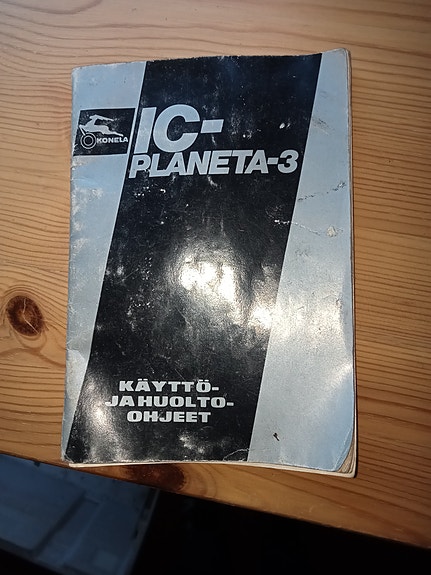 KONELA
IC-
PLANETA-3
KÄYTTÖ-
JA HUOLTO-
OHJEET